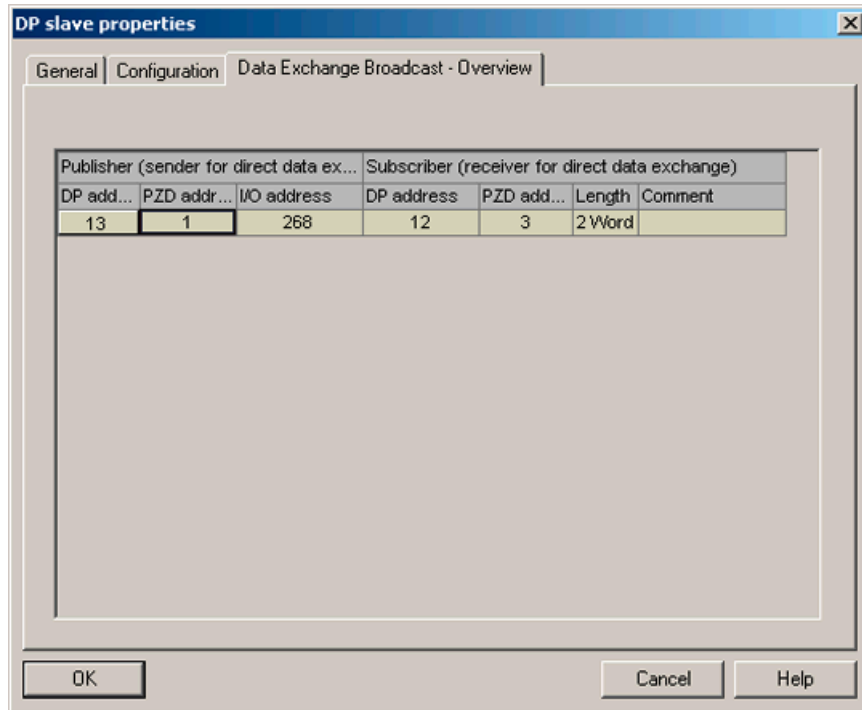 DP slave properties
General Configuration Data Exchange Broadcast - Overview
Publisher (sender for direct data ex... Subscriber (receiver for direct data exchange)
DP add... PZD addr... I/O address DP address PZD add... Length Comment
13 1 268 12 3 2 Word
OK Cancel Help